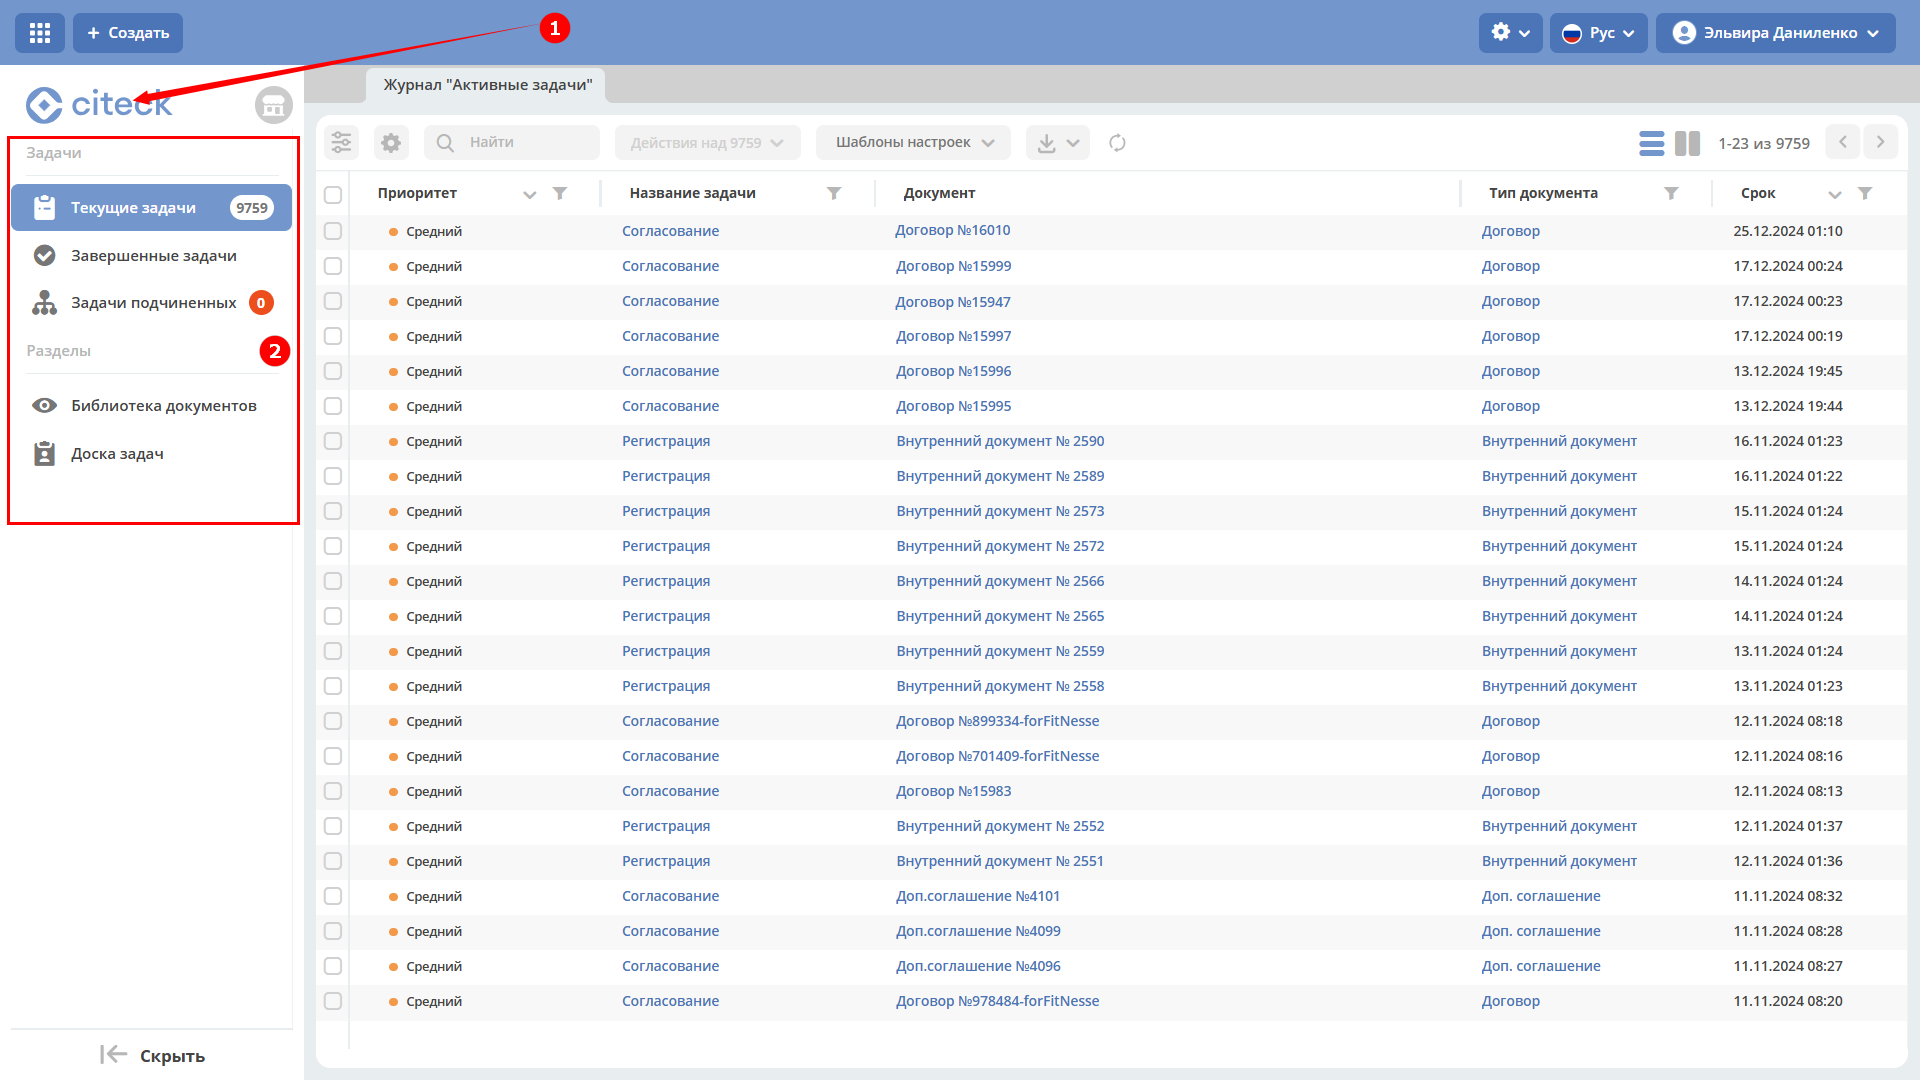 Создать
1
Рус
Эльвира Даниленко
citeck
Журнал "Активные задачи"
Задачи
Текущие задачи 9759
Завершенные задачи
Задачи подчиненных 0
Разделы 2
Библиотека документов
Доска задач
Скрыть
Найти Действия над 9759 Шаблоны настроек 1-23 из 9759
Приоритет Название задачи Документ Тип документа Срок
Средний Согласование Договор №16010 Договор 25.12.2024 01:10
Средний Согласование Договор №15999 Договор 17.12.2024 00:24
Средний Согласование Договор №15947 Договор 17.12.2024 00:23
Средний Согласование Договор №15997 Договор 17.12.2024 00:19
Средний Согласование Договор №15996 Договор 13.12.2024 19:45
Средний Согласование Договор №15995 Договор 13.12.2024 19:44
Средний Регистрация Внутренний документ № 2590 Внутренний документ 16.11.2024 01:23
Средний Регистрация Внутренний документ № 2589 Внутренний документ 16.11.2024 01:22
Средний Регистрация Внутренний документ № 2573 Внутренний документ 15.11.2024 01:24
Средний Регистрация Внутренний документ № 2572 Внутренний документ 15.11.2024 01:24
Средний Регистрация Внутренний документ № 2566 Внутренний документ 14.11.2024 01:24
Средний Регистрация Внутренний документ № 2565 Внутренний документ 14.11.2024 01:24
Средний Регистрация Внутренний документ № 2559 Внутренний документ 13.11.2024 01:24
Средний Регистрация Внутренний документ № 2558 Внутренний документ 13.11.2024 01:23
Средний Согласование Договор №899334-forFitNesse Договор 12.11.2024 08:18
Средний Согласование Договор №701409-forFitNesse Договор 12.11.2024 08:16
Средний Согласование Договор №15983 Договор 12.11.2024 08:13
Средний Регистрация Внутренний документ № 2552 Внутренний документ 12.11.2024 01:37
Средний Регистрация Внутренний документ № 2551 Внутренний документ 12.11.2024 01:36
Средний Согласование Доп.соглашение №4101 Доп. соглашение 11.11.2024 08:32
Средний Согласование Доп.соглашение №4099 Доп. соглашение 11.11.2024 08:28
Средний Согласование Доп.соглашение №4096 Доп. соглашение 11.11.2024 08:27
Средний Согласование Договор №978484-forFitNesse Договор 11.11.2024 08:20